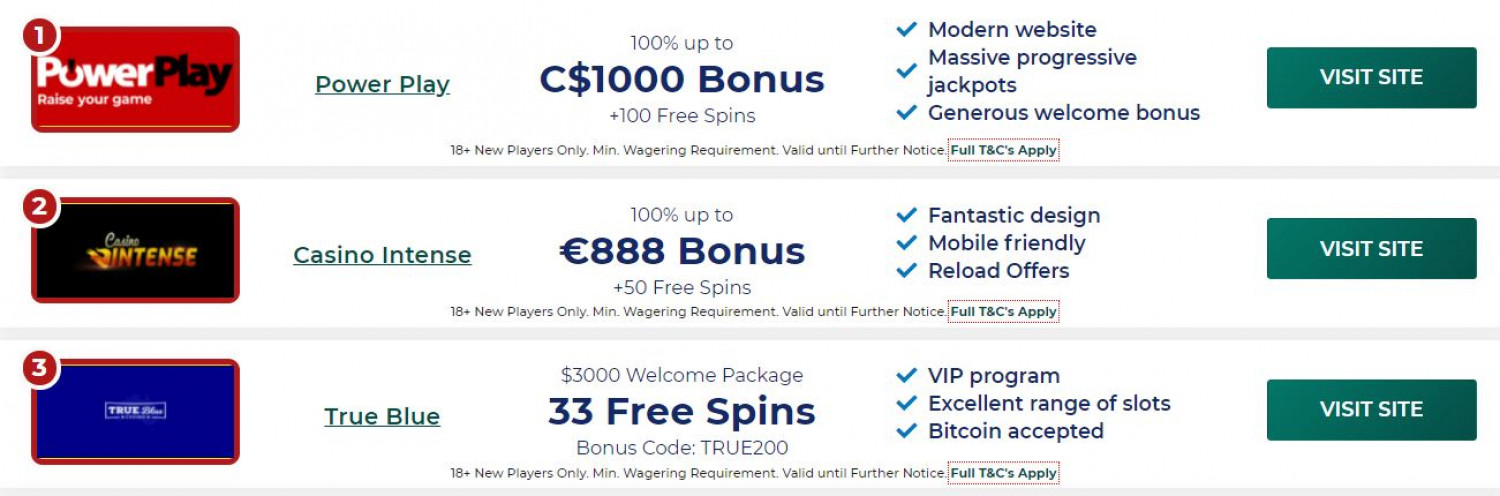 1
PowerPlay
Raise your game
Power Play
100% up to
C$1000 Bonus
+100 Free Spins
Modern website
Massive progressive
jackpots
Generous welcome bonus
VISIT SITE
18+ New Players Only. Min. Wagering Requirement. Valid until Further Notice. Full T&C's Apply
2
Casino
INTENSE
Casino Intense
100% up to
€888 Bonus
+50 Free Spins
Fantastic design
Mobile friendly
Reload Offers
VISIT SITE
18+ New Players Only. Min. Wagering Requirement. Valid until Further Notice. Full T&C's Apply
3
TRUE Blue
True Blue
$3000 Welcome Package
33 Free Spins
Bonus Code: TRUE200
VIP program
Excellent range of slots
Bitcoin accepted
VISIT SITE
18+ New Players Only. Min. Wagering Requirement. Valid until Further Notice. Full T&C's Apply